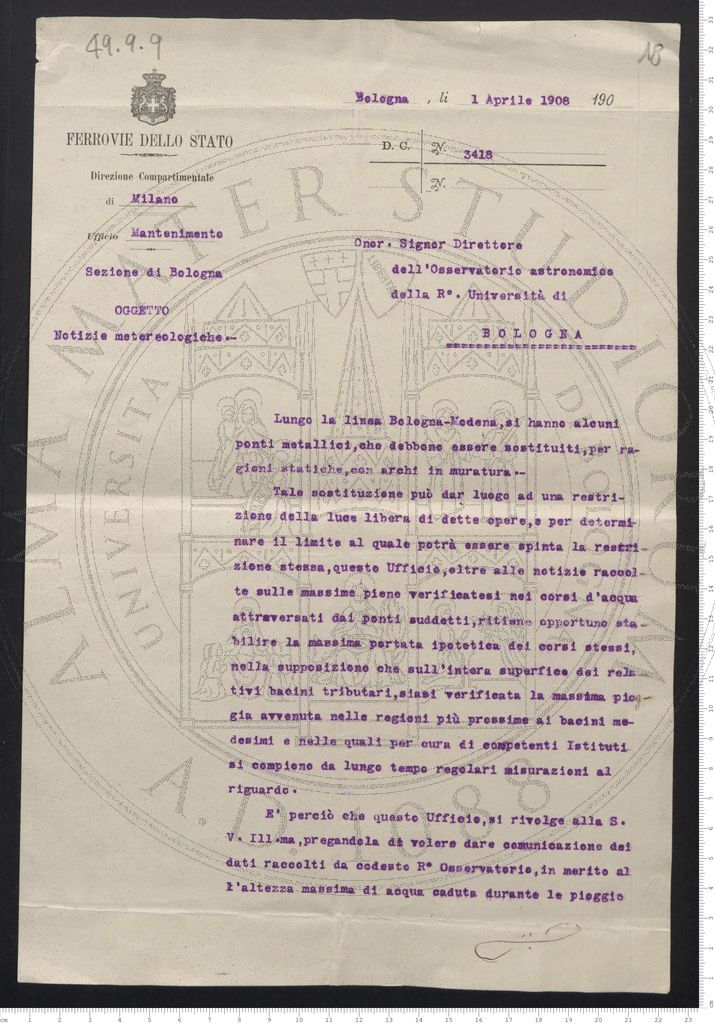 49.9.9
18
FERROVIE DELLO STATO
Direzione Compartimentale
di Milano
Ufficio Mantenimento
Sezione di Bologna
OGGETTO
Notizie metereologiche.-
Bologna, li 1 Aprile 1908 190
D. C. N. 3418
N.
Onor. Signor Direttore
dell'Osservatorio astronomico
della R°. Università di
BOLOGNA
Lungo la linea Bologna-Modena,si hanno alcuni
ponti metallici,che debbono essere sostituiti,per ra-
gioni statiche,con archi in muratura.-
Tale sostituzione può dar luogo ad una restri-
zione della luce libera di dette opere,e per determi
nare il limite al quale potrà essere spinta la restri-
zione stessa,questo Ufficio,oltre alle notizie raccol-
te sulle massime piene verificatesi nei corsi d'acqua
attraversati dai ponti suddetti,ritiene opportuno sta-
bilire la massima portata ipotetica dei corsi stessi,
nella supposizione che sull'intera superfice dei rela
tivi bacini tributari,siasi verificata la massima piog-
gia avvenuta nelle regioni più prossime ai bacini me-
desimi e nelle quali per cura di competenti Istituti
si compiono da lungo tempo regolari misurazioni al
riguardo.
E' perciò che questo Ufficio,si rivolge alla S.
V. Ill.ma,pregandola di volere dare comunicazione dei
dati raccolti da codesto R° Osservatorio,in merito al
l'altezza massima di acqua caduta durante le pioggie
ALMA MATER STUDIORUM
UNIVERSITÀ DI BOLOGNA
LIBERTAS
A.D. 1088